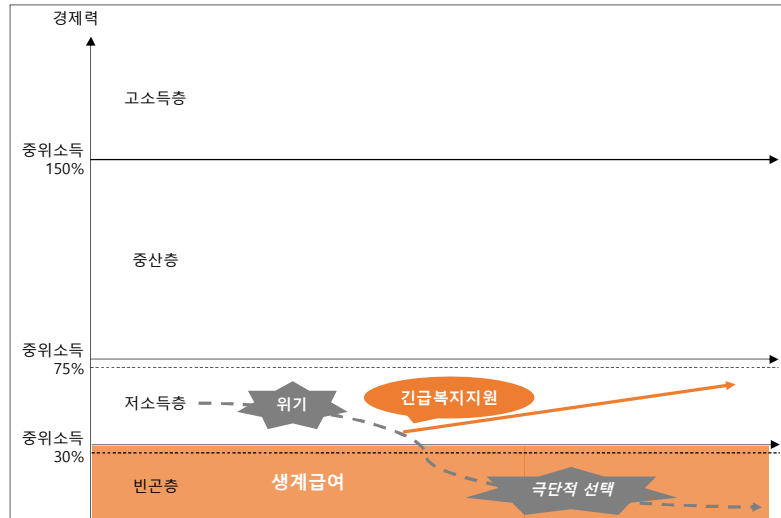 경제력
고소득층
중위소득
150%
중산층
중위소득
75%
저소득층
위기
긴급복지지원
중위소득
30%
빈곤층
생계급여
극단적 선택